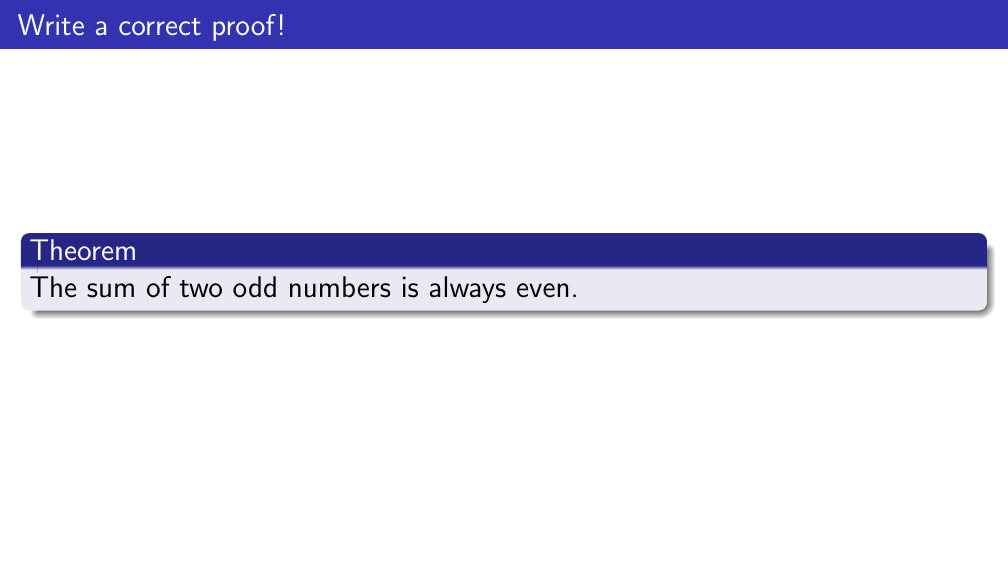 Write a correct proof!
Theorem
The sum of two odd numbers is always even.